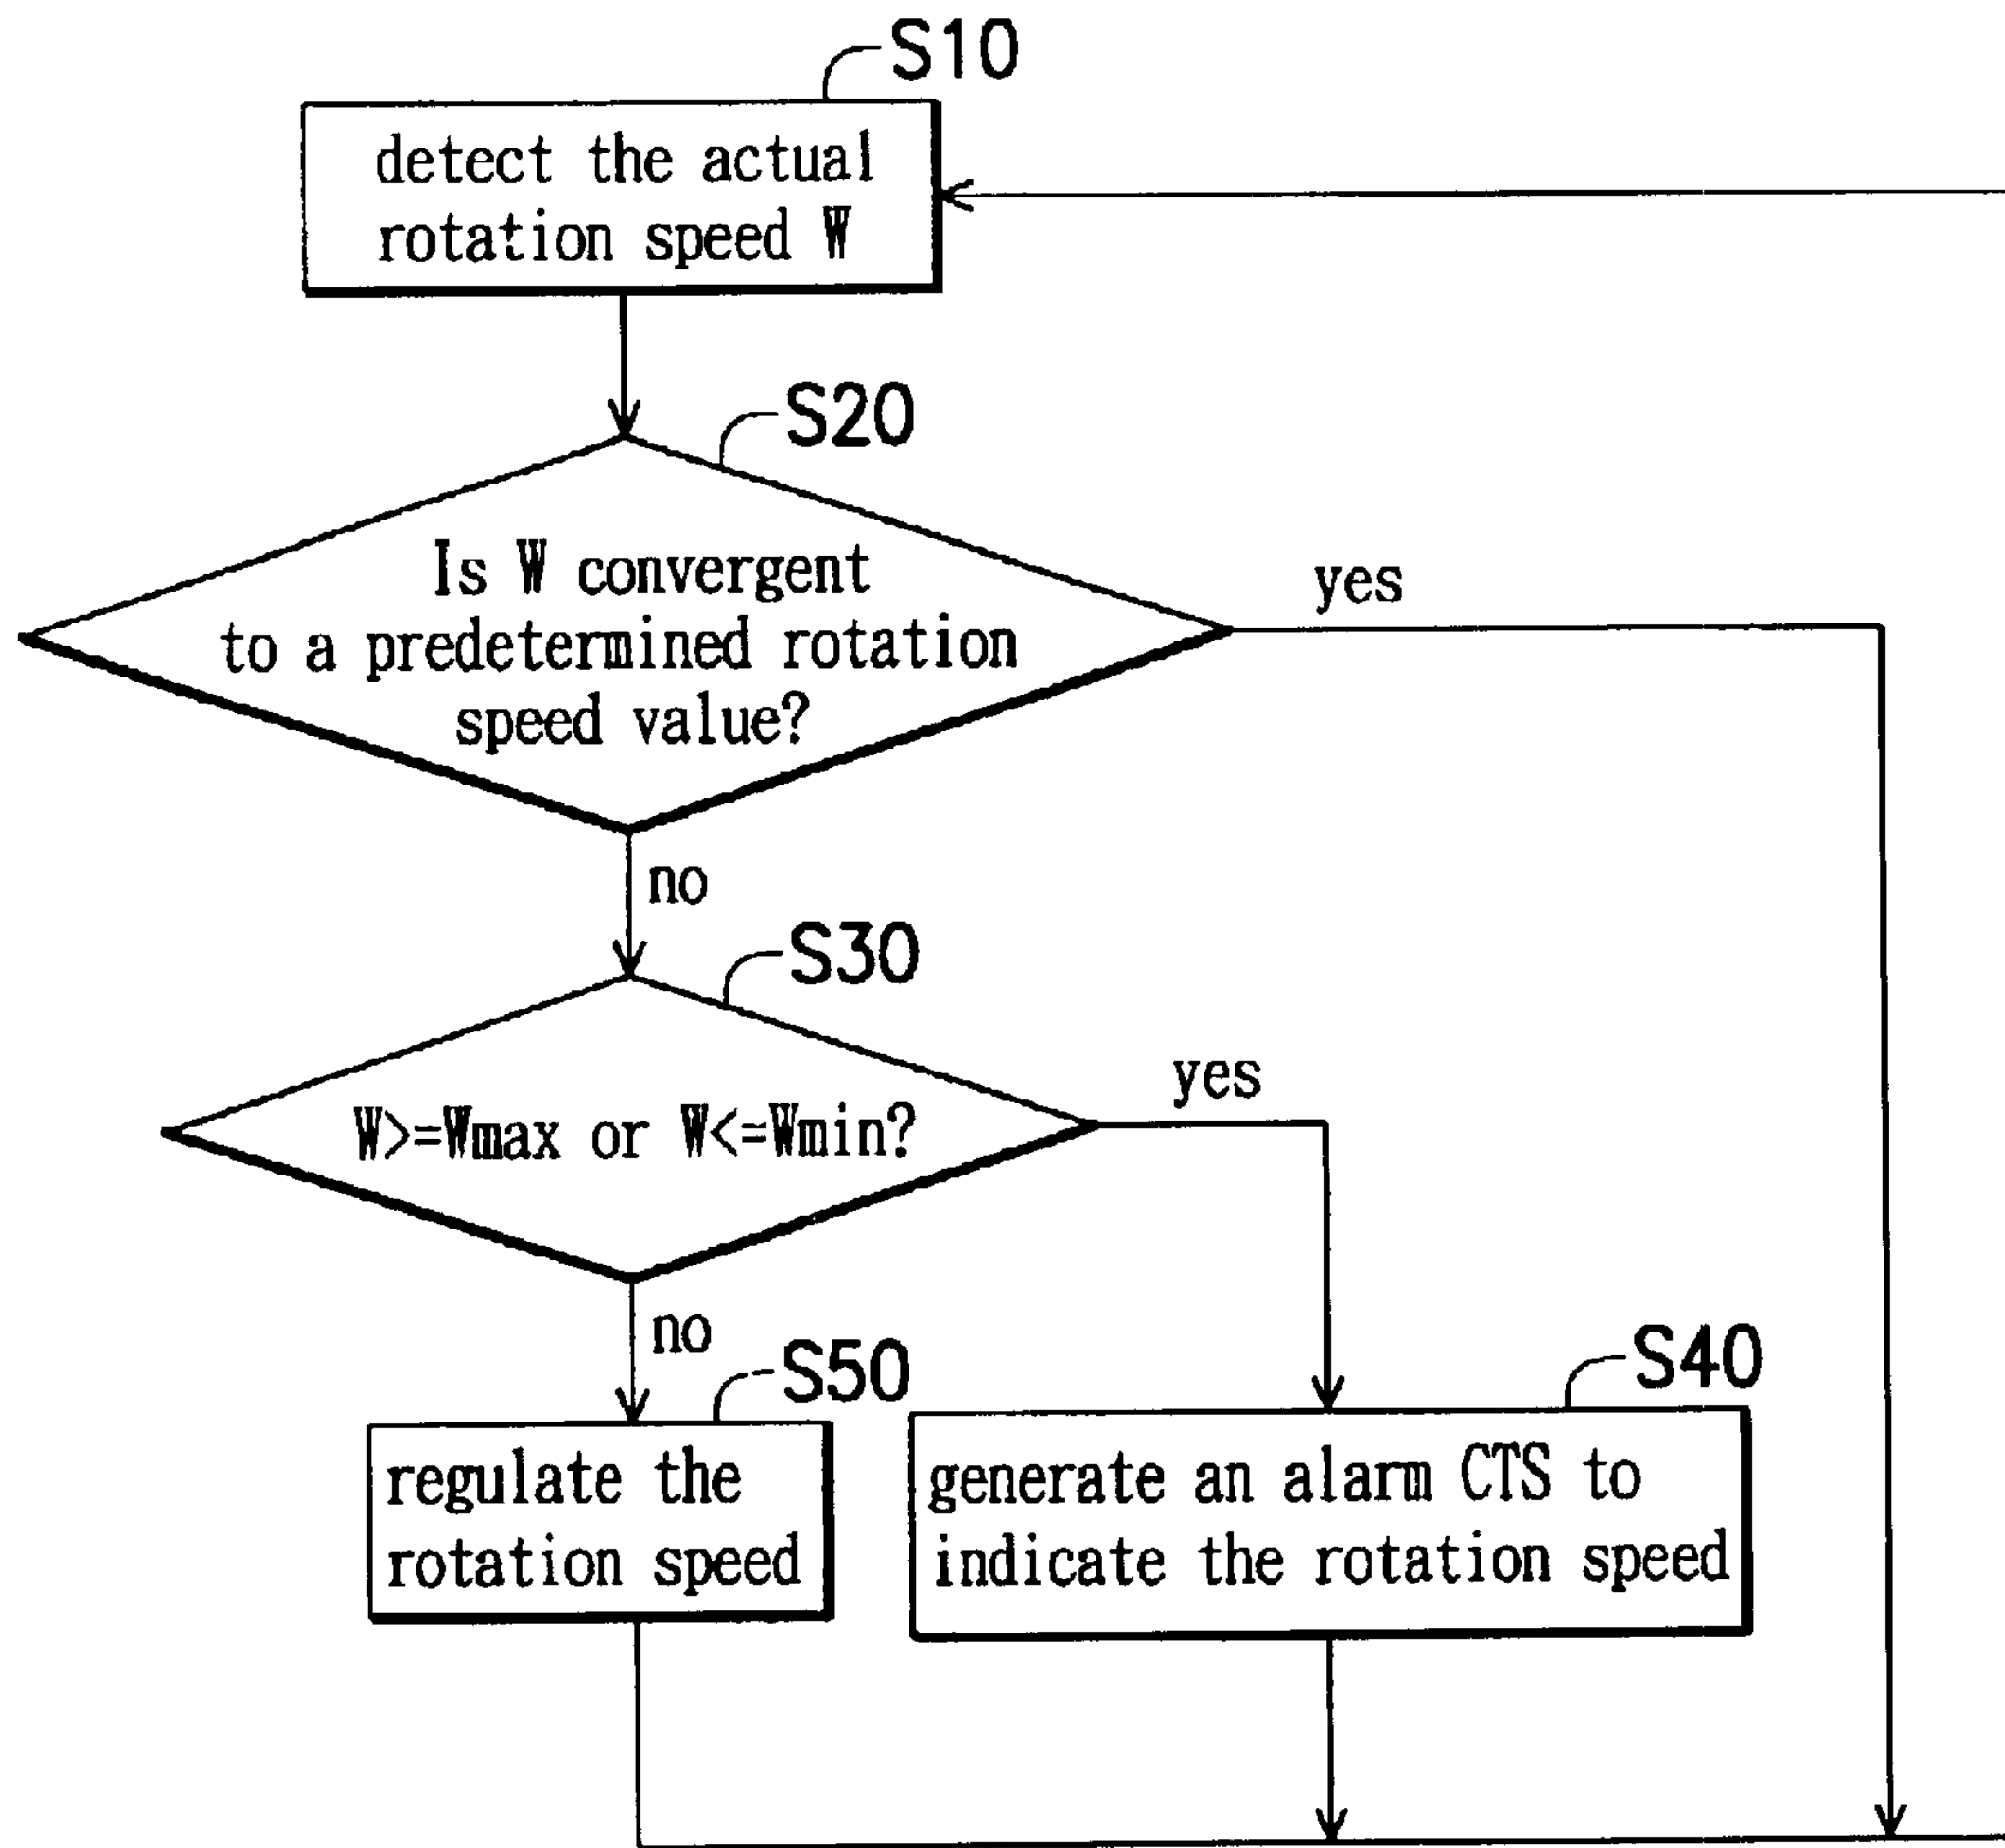 S10
detect the actual
rotation speed W
S20
Is W convergent
to a predetermined rotation
speed value?
yes
no
S30
W>=Wmax or W<=Wmin?
yes
no
S50
regulate the
rotation speed
S40
generate an alarm CTS to
indicate the rotation speed